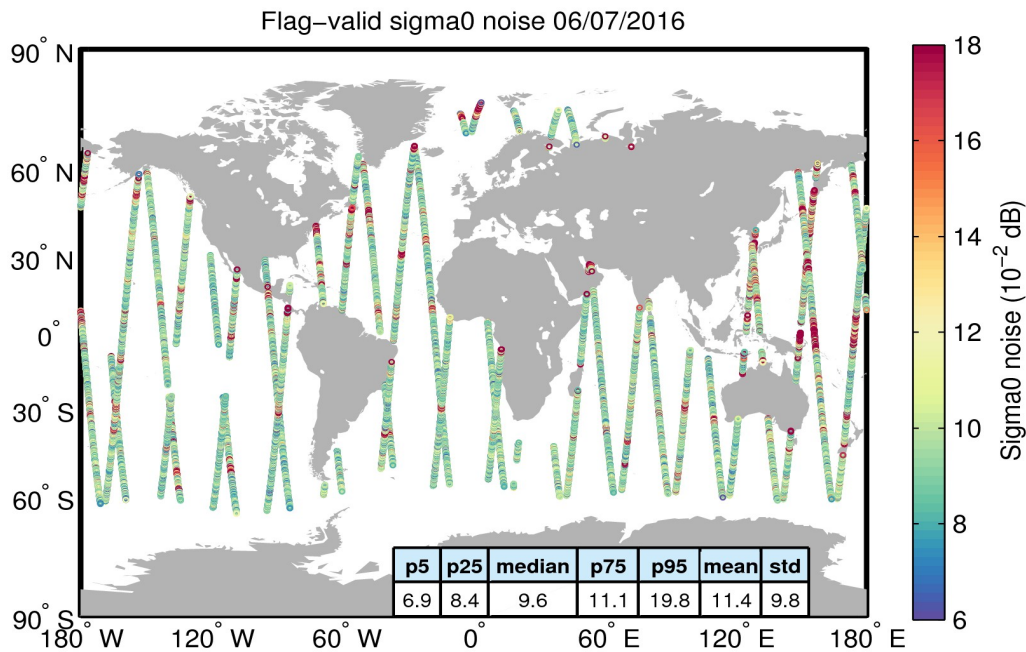 Flag−valid sigma0 noise 06/07/2016
90° N
60° N
30° N
0°
30° S
60° S
90° S
180° W
120° W
60° W
0°
60° E
120° E
180° E
p5 p25 median p75 p95 mean std
6.9 8.4 9.6 11.1 19.8 11.4 9.8
18
16
14
12
10
8
6
Sigma0 noise (10⁻² dB)